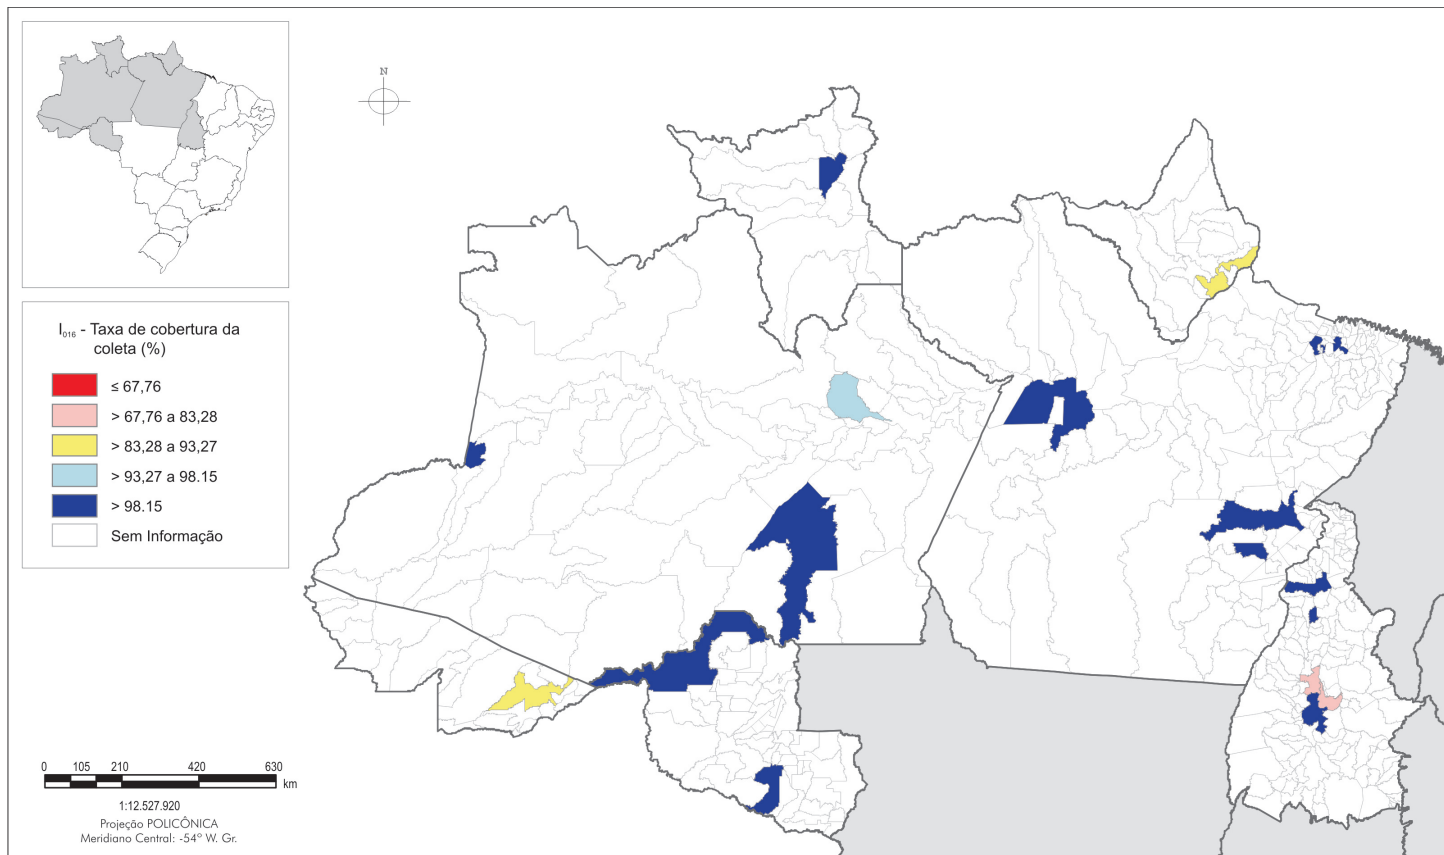 N
I₀₁₆ - Taxa de cobertura da
coleta (%)
≤ 67,76
> 67,76 a 83,28
> 83,28 a 93,27
> 93,27 a 98.15
> 98.15
Sem Informação
0 105 210 420 630
km
1:12.527.920
Projeção POLICÔNICA
Meridiano Central: -54º W. Gr.